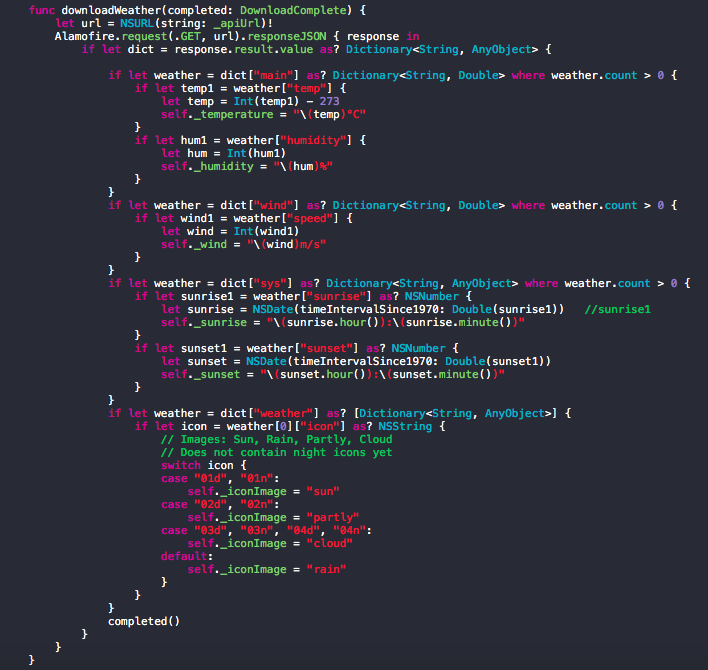 func downloadWeather(completed: DownloadComplete) {
let url = NSURL(string: _apiUrl)!
Alamofire.request(.GET, url).responseJSON { response in
if let dict = response.result.value as? Dictionary<String, AnyObject> {
if let weather = dict["main"] as? Dictionary<String, Double> where weather.count > 0 {
if let temp1 = weather["temp"] {
let temp = Int(temp1) - 273
self._temperature = "\(temp)°C"
}
if let hum1 = weather["humidity"] {
let hum = Int(hum1)
self._humidity = "\(hum)%"
}
}
if let weather = dict["wind"] as? Dictionary<String, Double> where weather.count > 0 {
if let wind1 = weather["speed"] {
let wind = Int(wind1)
self._wind = "\(wind)m/s"
}
}
if let weather = dict["sys"] as? Dictionary<String, AnyObject> where weather.count > 0 {
if let sunrise1 = weather["sunrise"] as? NSNumber {
let sunrise = NSDate(timeIntervalSince1970: Double(sunrise1)) //sunrise1
self._sunrise = "\(sunrise.hour()):\(sunrise.minute())"
}
if let sunset1 = weather["sunset"] as? NSNumber {
let sunset = NSDate(timeIntervalSince1970: Double(sunset1))
self._sunset = "\(sunset.hour()):\(sunset.minute())"
}
}
if let weather = dict["weather"] as? [Dictionary<String, AnyObject>] {
if let icon = weather[0]["icon"] as? NSString {
// Images: Sun, Rain, Partly, Cloud
// Does not contain night icons yet
switch icon {
case "01d", "01n":
self._iconImage = "sun"
case "02d", "02n":
self._iconImage = "partly"
case "03d", "03n", "04d", "04n":
self._iconImage = "cloud"
default:
self._iconImage = "rain"
}
}
}
completed()
}
}
}